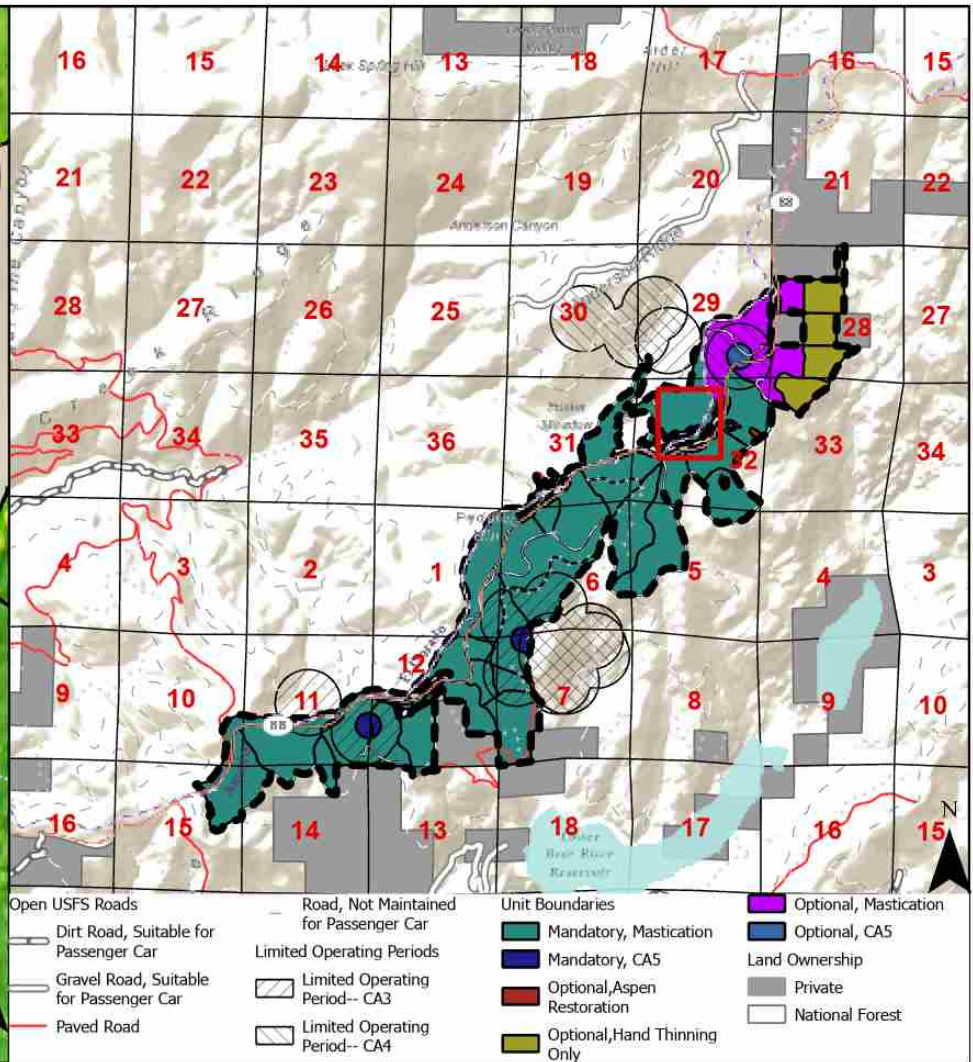 16 15 14 13 18 17 16 15
21 22 23 24 19 20 21 22
Anderson Canyon
88
28 27 26 25 30 29 28 27
33 34 35 36 31 32 33 34
4 3 2 1 6 5 4 3
9 10 11 12 7 8 9 10
88
16 15 14 13 18 17 16 15
Lower
Bear River
Reservoir
N
Open USFS Roads
Dirt Road, Suitable for
Passenger Car
Gravel Road, Suitable
for Passenger Car
Paved Road
Road, Not Maintained
for Passenger Car
Limited Operating Periods
Limited Operating
Period-- CA3
Limited Operating
Period-- CA4
Unit Boundaries
Mandatory, Mastication
Mandatory, CA5
Optional,Aspen
Restoration
Optional,Hand Thinning
Only
Optional, Mastication
Optional, CA5
Land Ownership
Private
National Forest